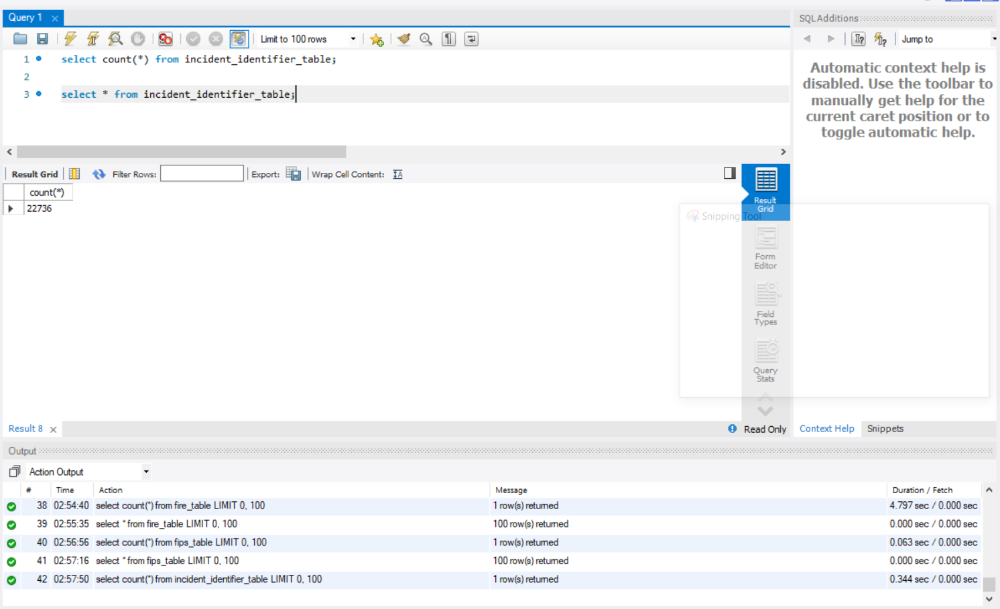 Query 1
SQLAdditions
Limit to 100 rows
Jump to
1 select count(*) from incident_identifier_table;
2
3 select * from incident_identifier_table;
Automatic context help is
disabled. Use the toolbar to
manually get help for the
current caret position or to
toggle automatic help.
Result Grid Filter Rows: Export: Wrap Cell Content:
count(*)
22736
Result
Grid
Snipping Tool
Form
Editor
Field
Types
Query
Stats
Result 8
Read Only
Context Help Snippets
Output
Action Output
# Time Action Message Duration / Fetch
38 02:54:40 select count(*) from fire_table LIMIT 0, 100 1 row(s) returned 4.797 sec / 0.000 sec
39 02:55:35 select * from fire_table LIMIT 0, 100 100 row(s) returned 0.000 sec / 0.000 sec
40 02:56:56 select count(*) from fips_table LIMIT 0, 100 1 row(s) returned 0.063 sec / 0.000 sec
41 02:57:16 select * from fips_table LIMIT 0, 100 100 row(s) returned 0.000 sec / 0.000 sec
42 02:57:50 select count(*) from incident_identifier_table LIMIT 0, 100 1 row(s) returned 0.344 sec / 0.000 sec